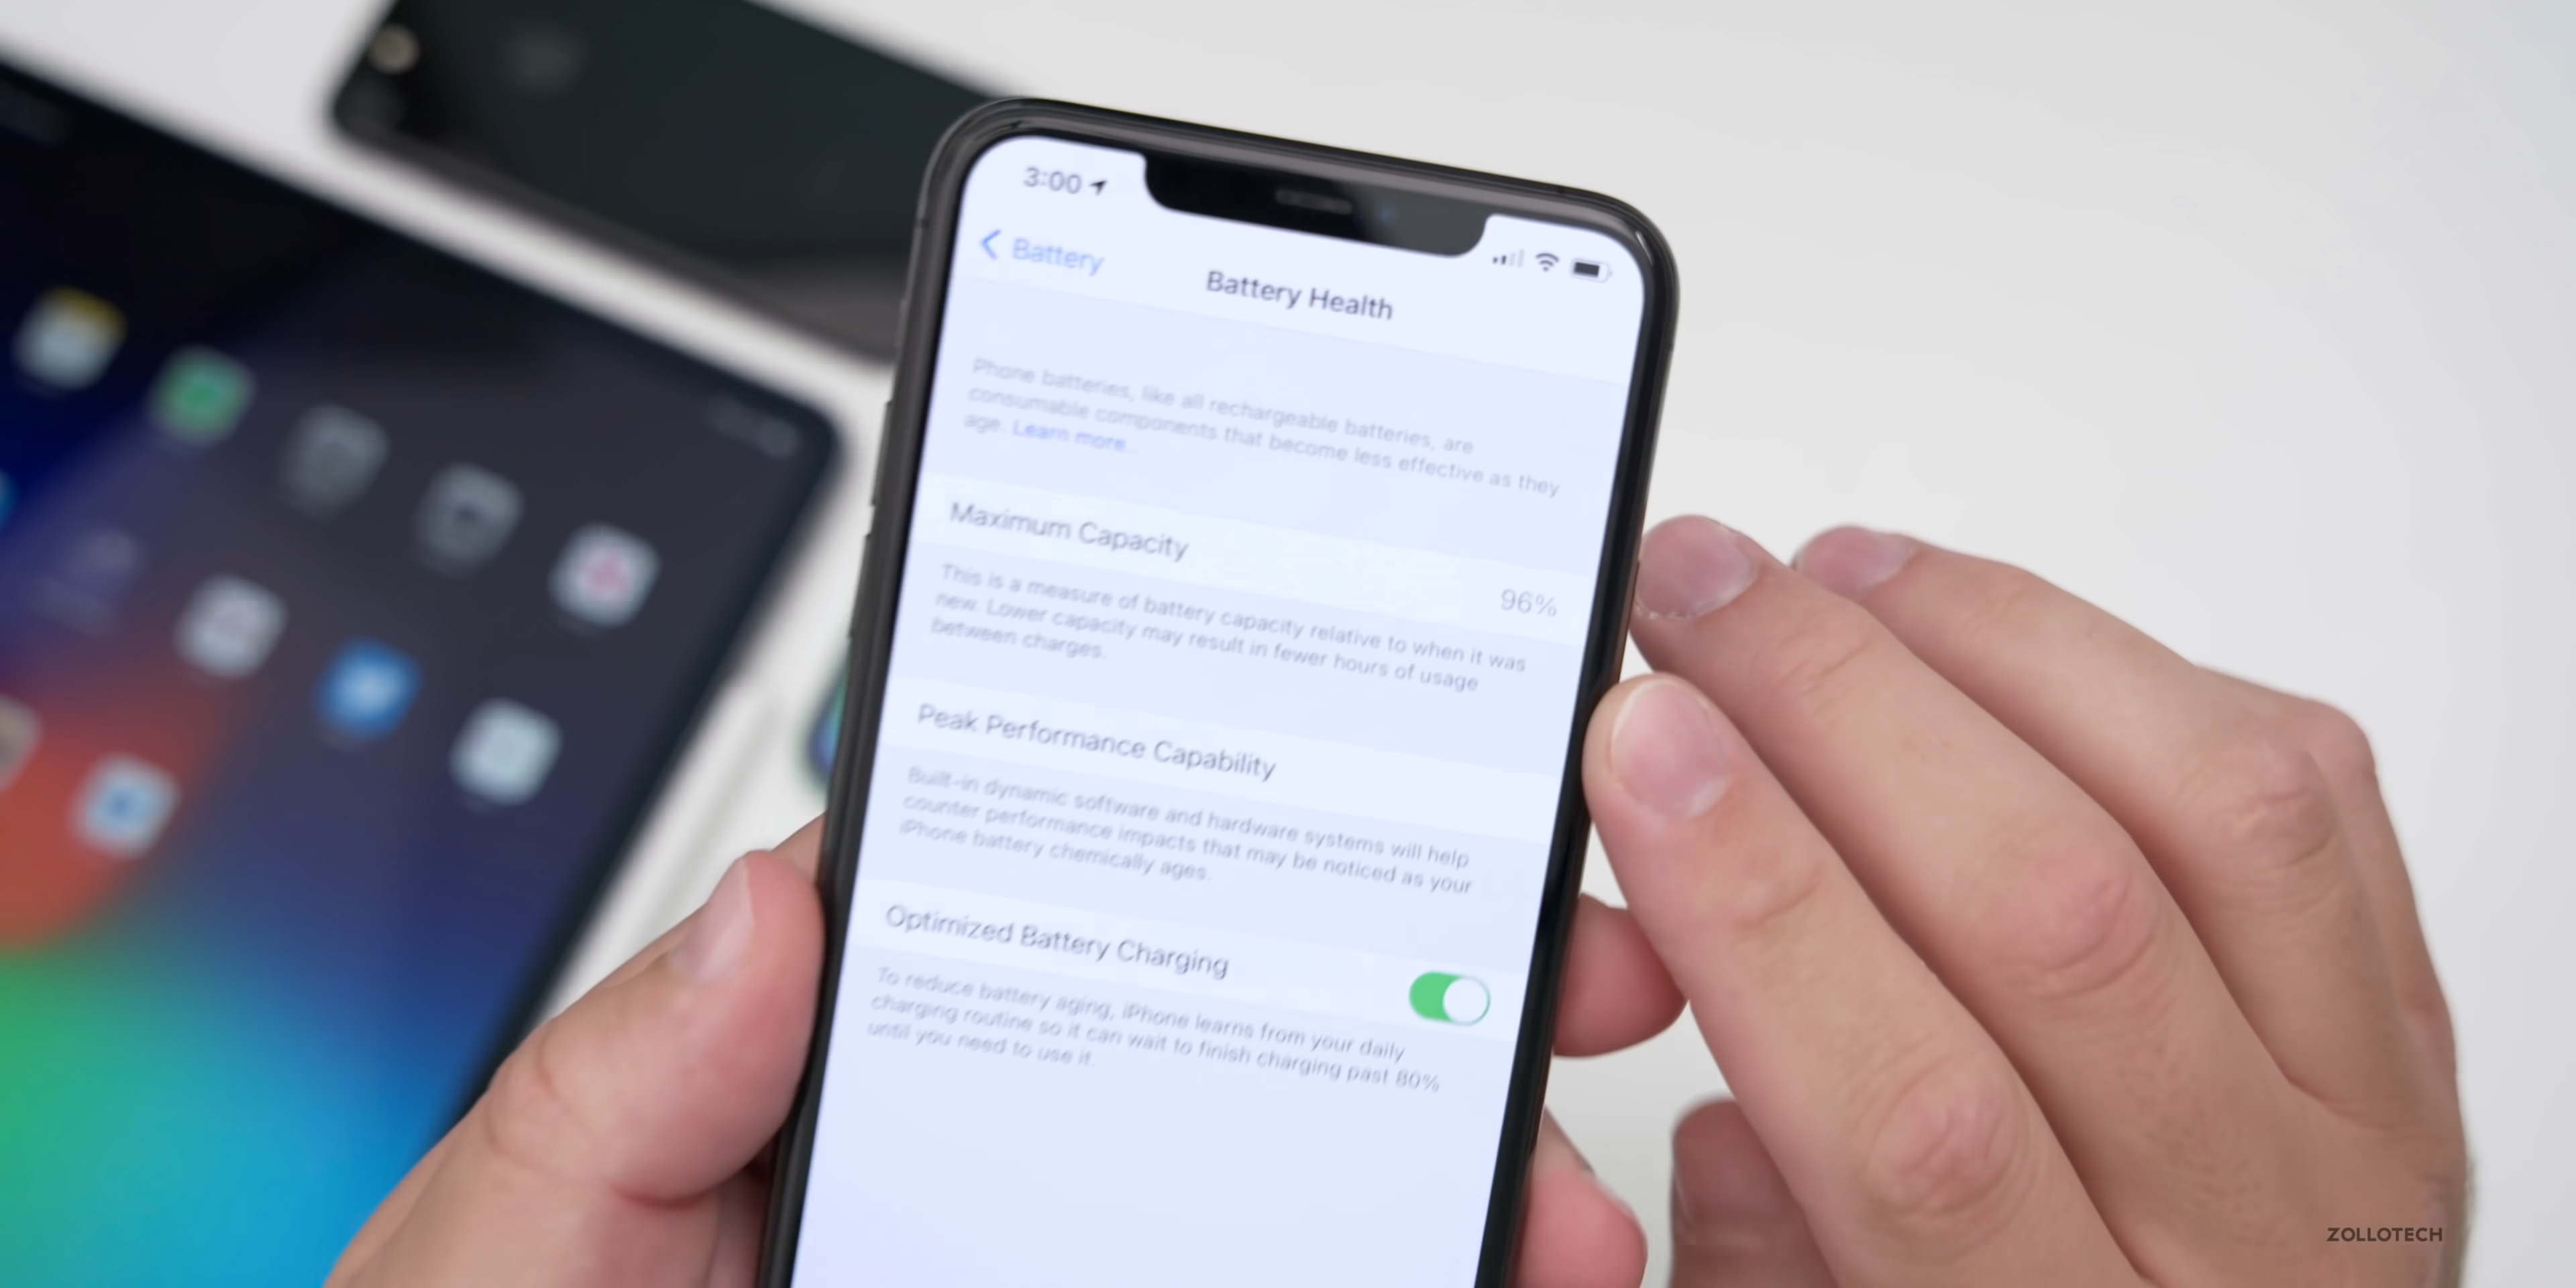 3:00
Battery
Battery Health
Phone batteries, like all rechargeable batteries, are
consumable components that become less effective as they
age. Learn more...
Maximum Capacity
96%
This is a measure of battery capacity relative to when it was
new. Lower capacity may result in fewer hours of usage
between charges.
Peak Performance Capability
Built-in dynamic software and hardware systems will help
counter performance impacts that may be noticed as your
iPhone battery chemically ages.
Optimized Battery Charging
To reduce battery aging, iPhone learns from your daily
charging routine so it can wait to finish charging past 80%
until you need to use it.
ZOLLOTECH